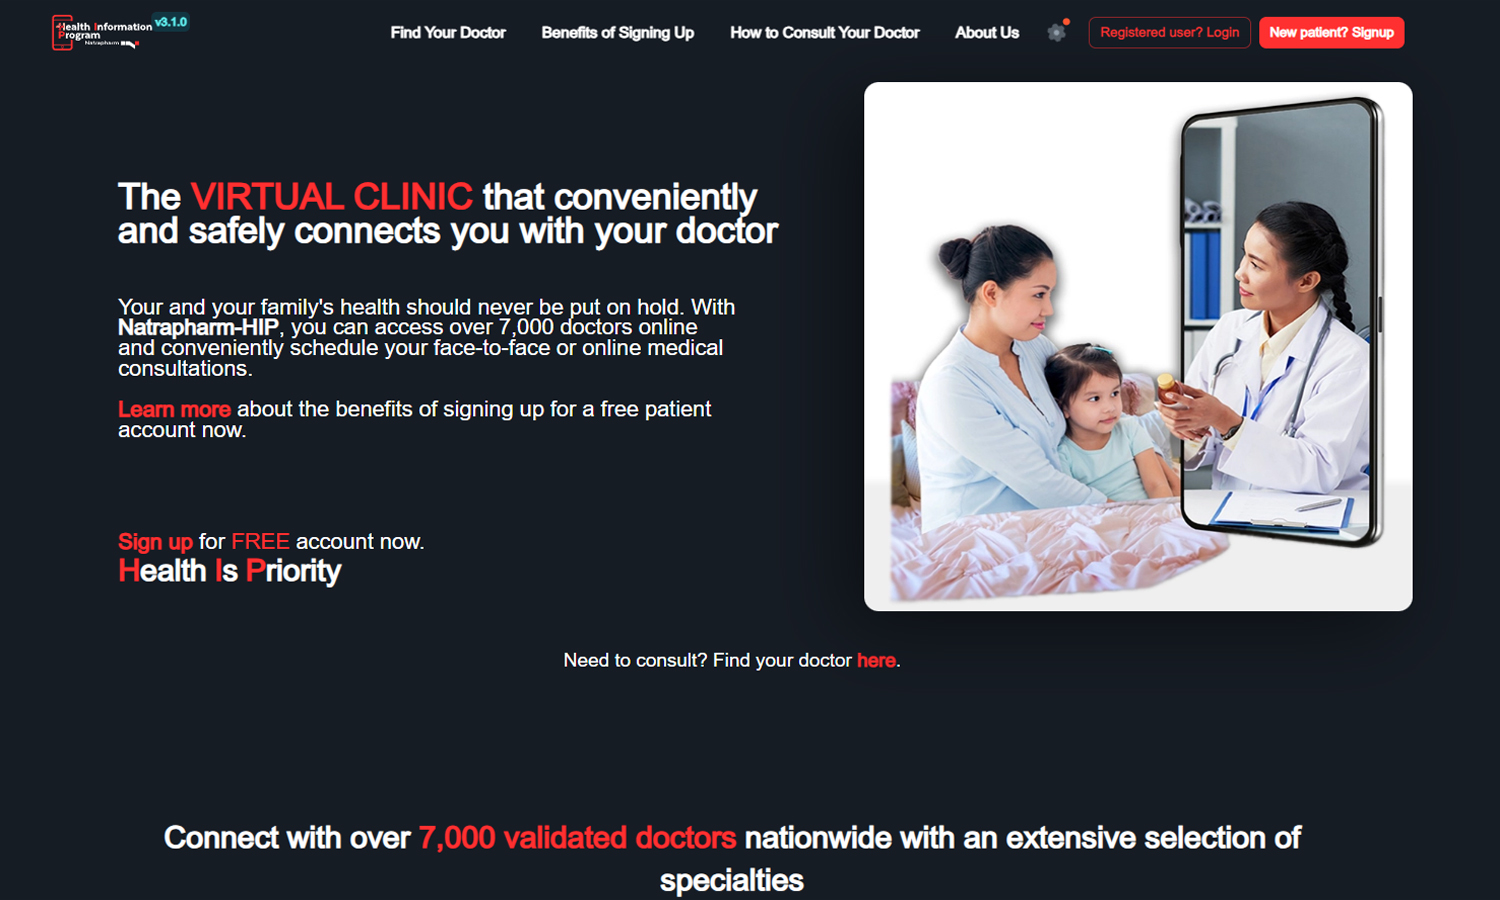 Health Information
Program
Natrapharm
v3.1.0
Find Your Doctor
Benefits of Signing Up
How to Consult Your Doctor
About Us
Registered user? Login
New patient? Signup
The VIRTUAL CLINIC that conveniently
and safely connects you with your doctor
Your and your family's health should never be put on hold. With
Natrapharm-HIP, you can access over 7,000 doctors online
and conveniently schedule your face-to-face or online medical
consultations.
Learn more about the benefits of signing up for a free patient
account now.
Sign up for FREE account now.
Health Is Priority
Need to consult? Find your doctor here.
Connect with over 7,000 validated doctors nationwide with an extensive selection of
specialties